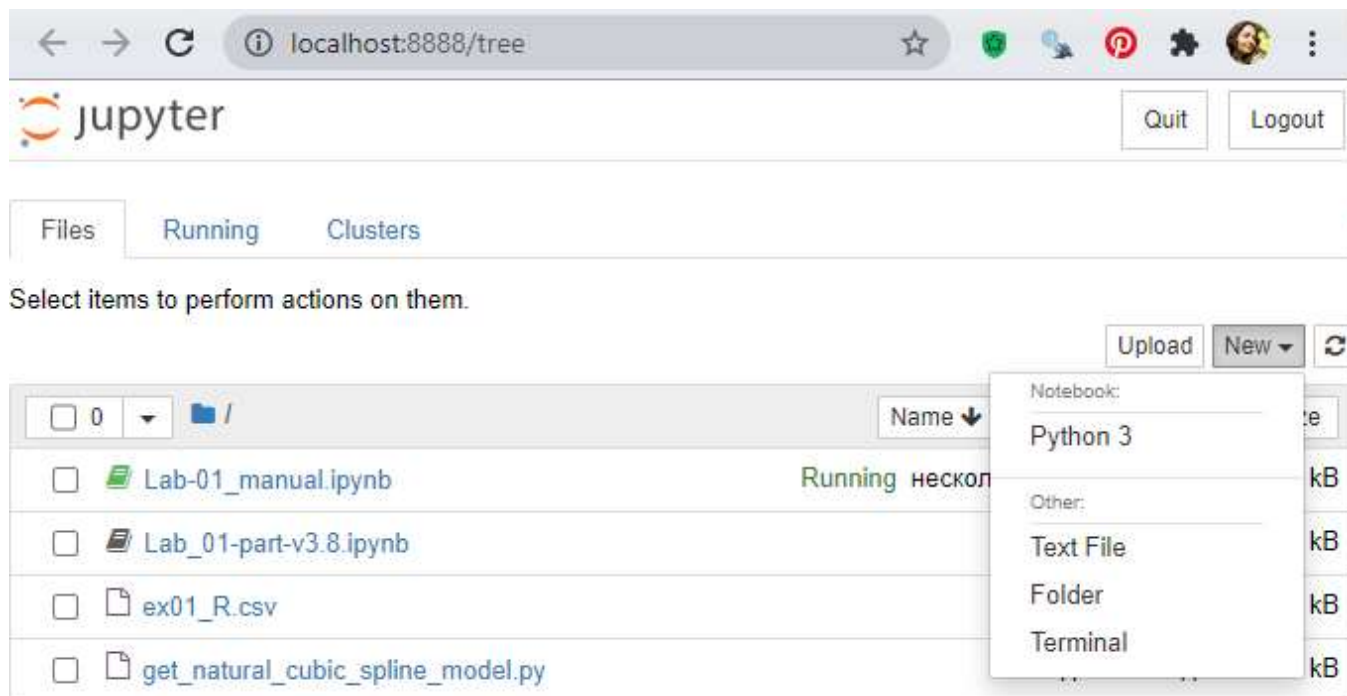 localhost:8888/tree
jupyter
Quit Logout
Files Running Clusters
Select items to perform actions on them.
Upload New
0 / Name
Notebook:
Python 3
Lab-01_manual.ipynb Running kB
Other:
Lab_01-part-v3.8.ipynb kB
Text File
ex01_R.csv kB
Folder
Terminal
get_natural_cubic_spline_model.py kB